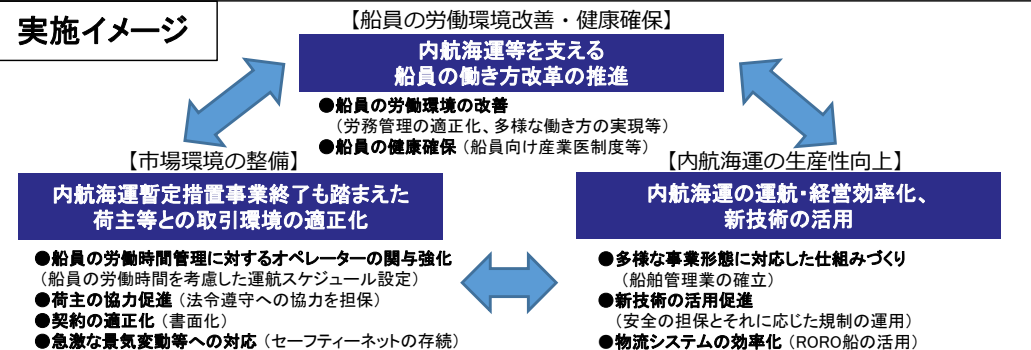 実施イメージ
【船員の労働環境改善・健康確保】
内航海運等を支える
船員の働き方改革の推進
●船員の労働環境の改善
(労務管理の適正化、多様な働き方の実現等)
●船員の健康確保(船員向け産業医制度等)
【市場環境の整備】
内航海運暫定措置事業終了も踏まえた
荷主等との取引環境の適正化
●船員の労働時間管理に対するオペレーターの関与強化
(船員の労働時間を考慮した運航スケジュール設定)
●荷主の協力促進(法令遵守への協力を担保)
●契約の適正化(書面化)
●急激な景気変動等への対応(セーフティーネットの存続)
【内航海運の生産性向上】
内航海運の運航・経営効率化、
新技術の活用
●多様な事業形態に対応した仕組みづくり
(船舶管理業の確立)
●新技術の活用促進
(安全の担保とそれに応じた規制の運用)
●物流システムの効率化(RORO船の活用)